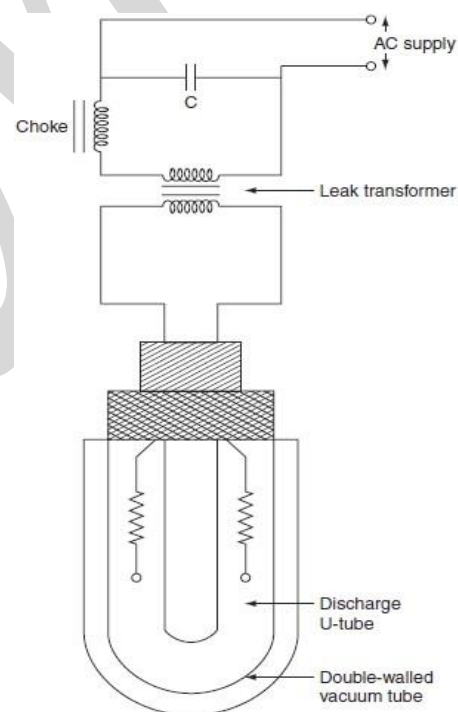 AC supply
C
Choke
Leak transformer
Discharge
U-tube
Double-walled
vacuum tube